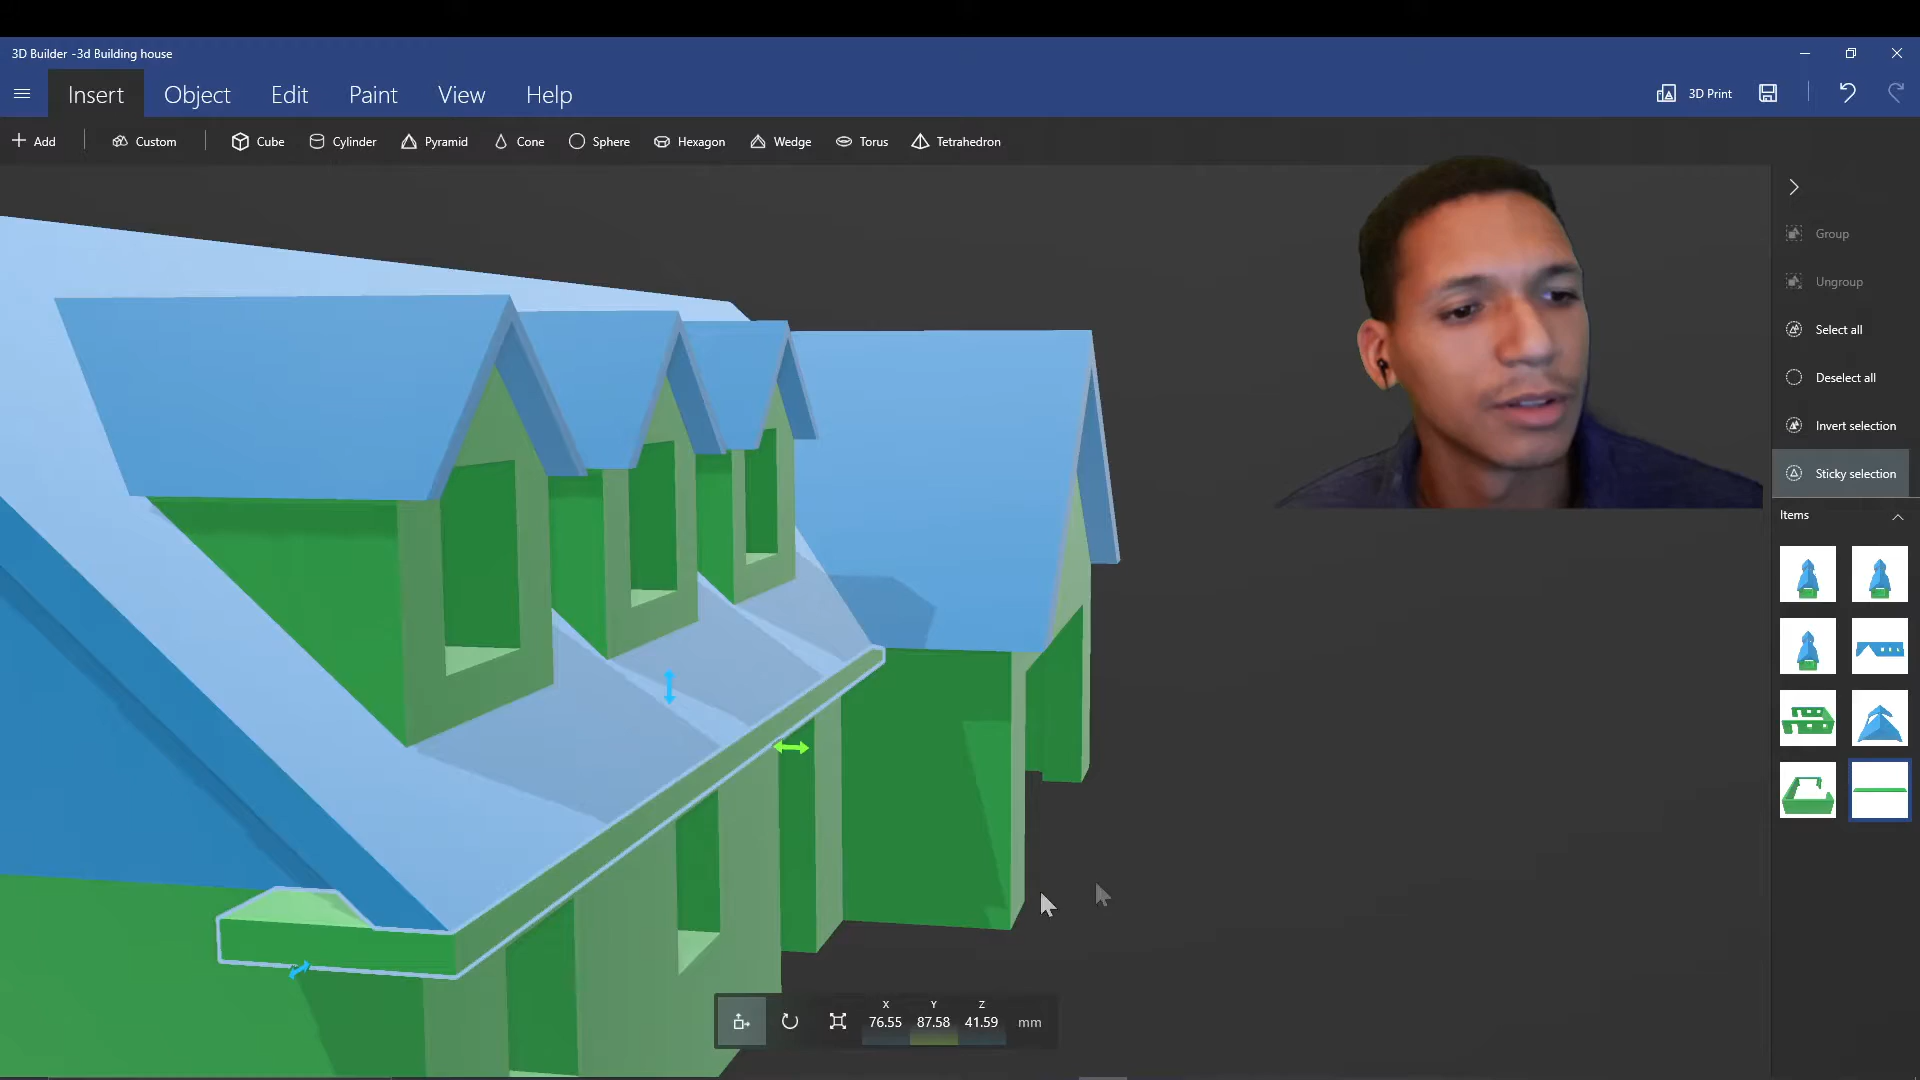 3D Builder -3d Building house
Insert Object Edit Paint View Help
3D Print
Add Custom Cube Cylinder Pyramid Cone Sphere Hexagon Wedge Torus Tetrahedron
Group
Ungroup
Select all
Deselect all
Invert selection
Sticky selection
Items
X Y Z
76.55 87.58 41.59 mm